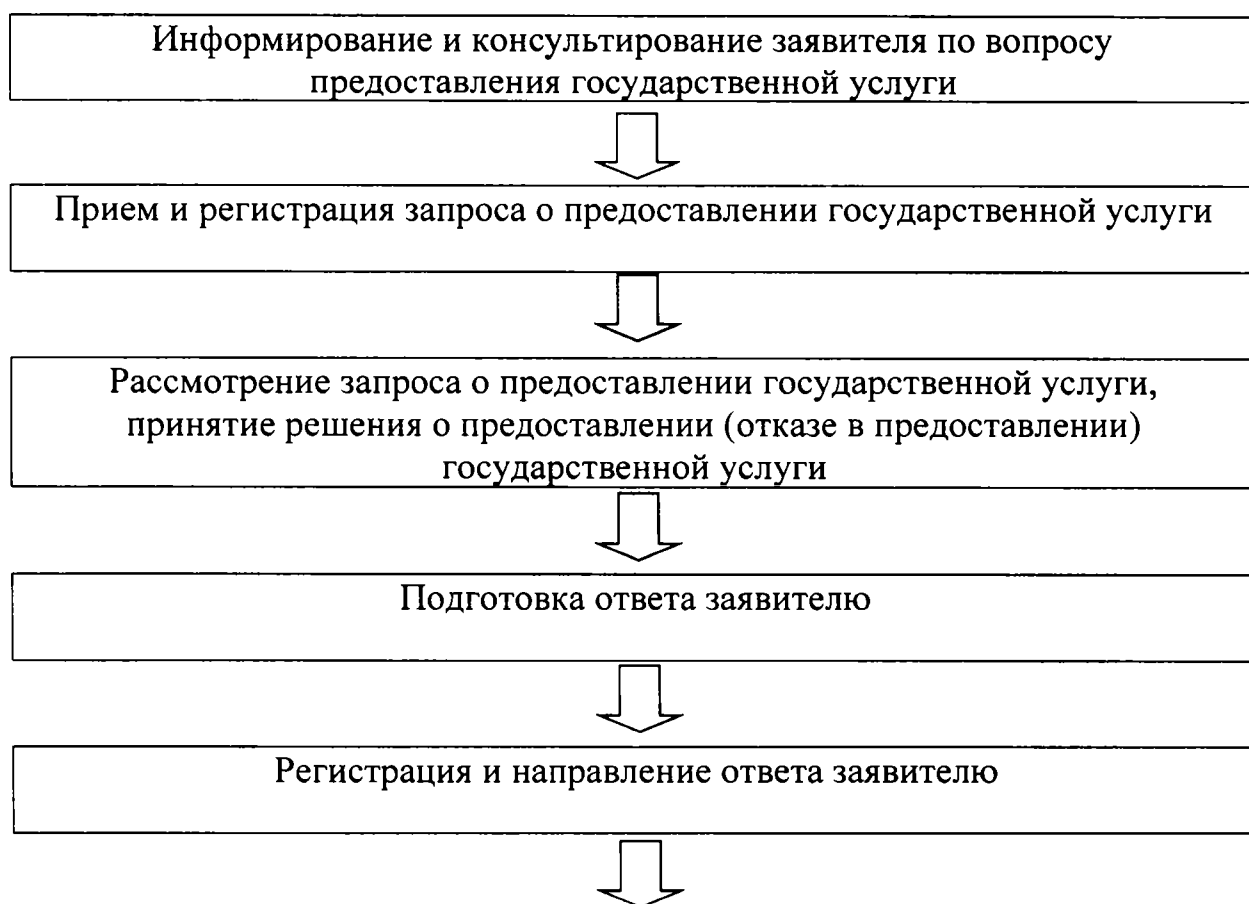 Информирование и консультирование заявителя по вопросу
предоставления государственной услуги
Прием и регистрация запроса о предоставлении государственной услуги
Рассмотрение запроса о предоставлении государственной услуги,
принятие решения о предоставлении (отказе в предоставлении)
государственной услуги
Подготовка ответа заявителю
Регистрация и направление ответа заявителю